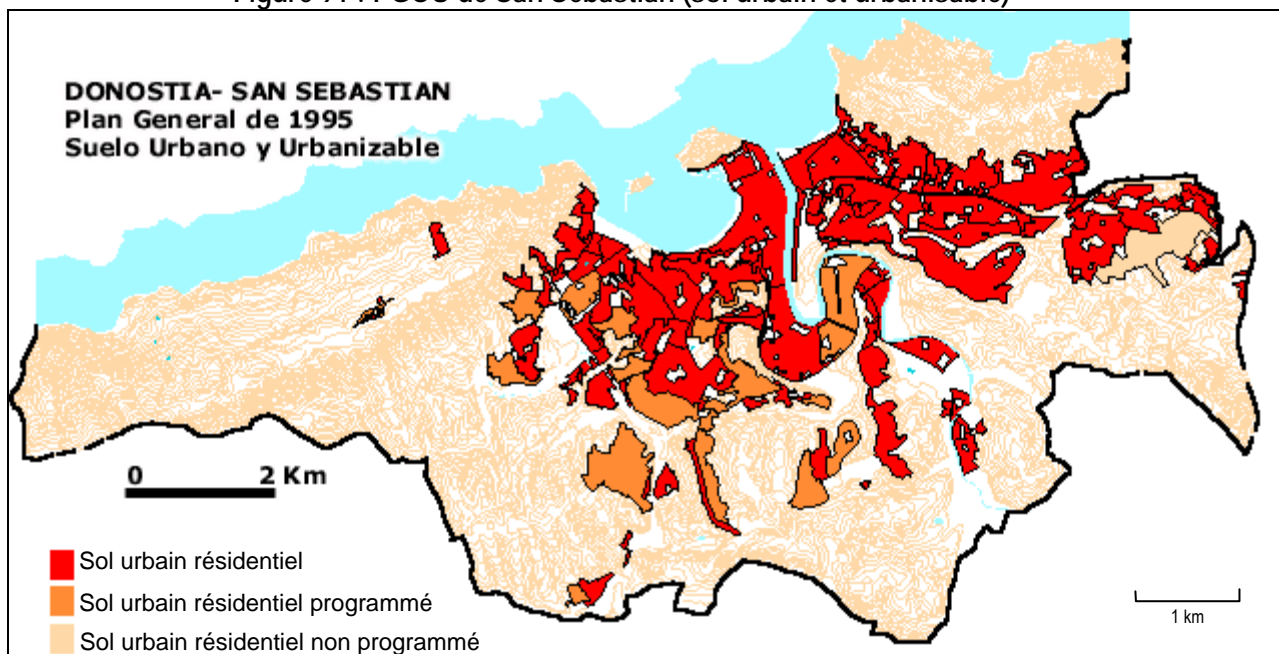 DONOSTIA- SAN SEBASTIAN
Plan General de 1995
Suelo Urbano y Urbanizable
0 2 Km
Sol urbain résidentiel
Sol urbain résidentiel programmé
Sol urbain résidentiel non programmé
1 km